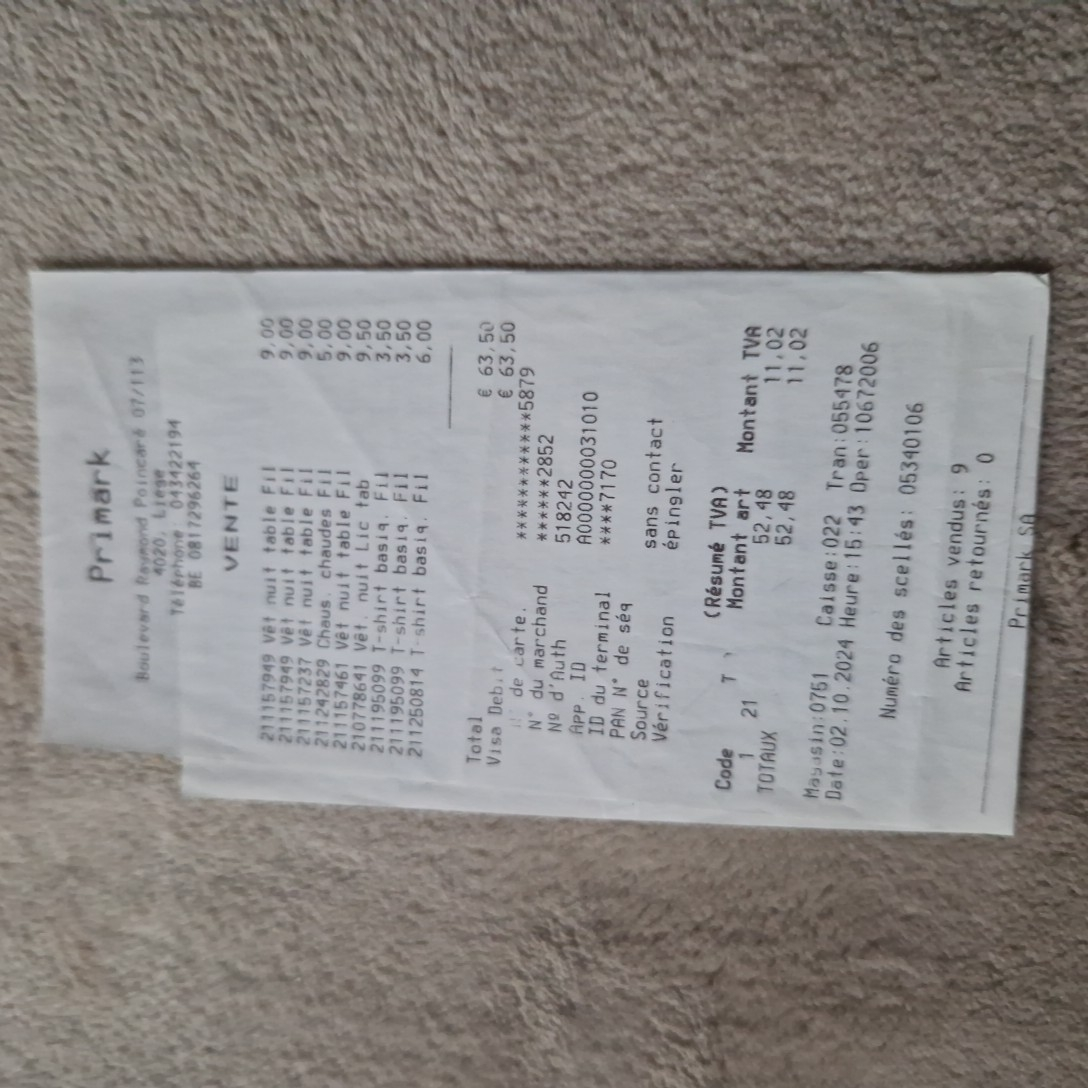 Primark
Boulevard Raymond Poincaré 07/113
4020, Liège
Téléphone: 0434221​94
BE 0817296264
VENTE
211157949 Vêt nuit table Fil 9,00
211157949 Vêt nuit table Fil 9,00
211157237 Vêt nuit table Fil 9,00
211242829 Chaus. chaudes Fil 5,00
211157461 Vêt nuit table Fil 9,00
210778641 Vêt. nuit Lic tab 9,50
211195099 T-shirt basiq. Fil 3,50
211195099 T-shirt basiq. Fil 3,50
211250814 T-shirt basiq. Fil 6,00
Total € 63,50
Visa Debit € 63,50
N° de carte. ************5879
N° du marchand ******2852
Nº d'Auth 518242
APP. ID A0000000031010
ID du terminal ****7170
PAN N° de séq
Source sans contact
Vérification épingler
(Résumé TVA)
Code T Montant art Montant TVA
1 21 52,48 11,02
TOTAUX 52,48 11,02
Magasin:0751 Caisse:022 Tran:055478
Date:02.10.2024 Heure:15:43 Oper:10672006
Numéro des scellés: 05340106
Articles vendus: 9
Articles retournés: 0
Primark SA